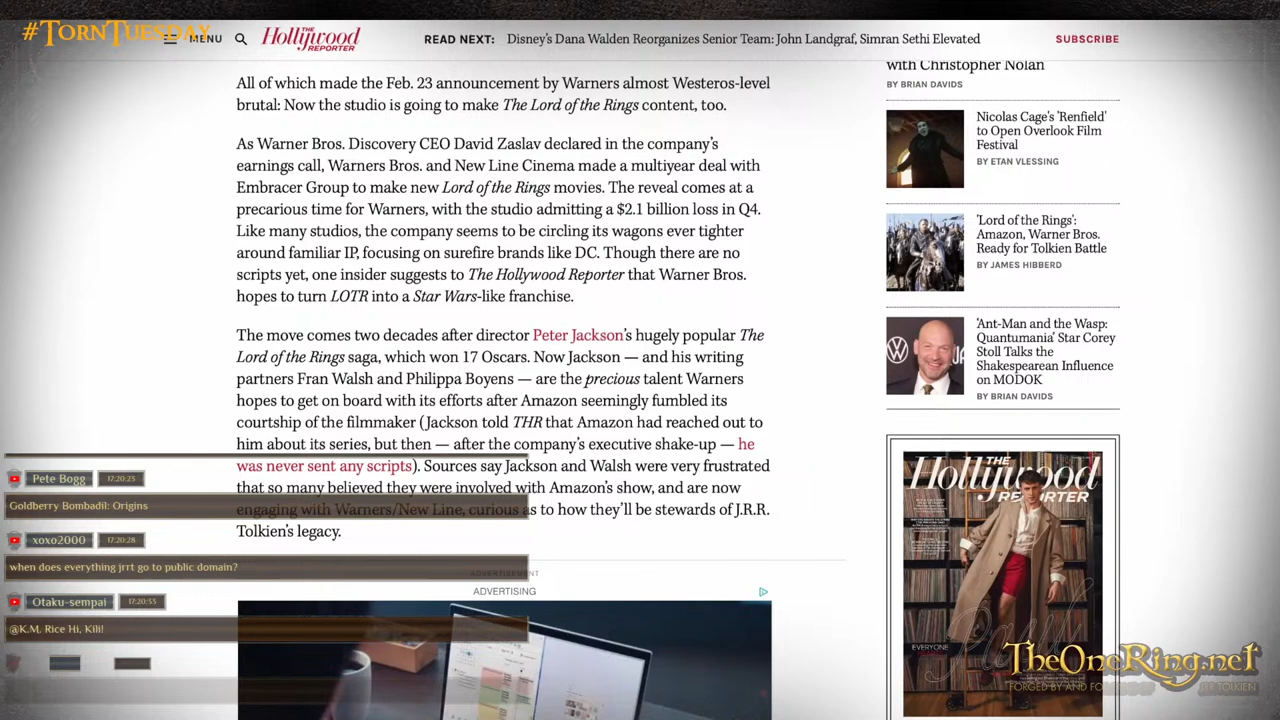 #TORNTUESDAY
MENU
THE
Hollywood
REPORTER
READ NEXT: Disney's Dana Walden Reorganizes Senior Team: John Landgraf, Simran Sethi Elevated
SUBSCRIBE
All of which made the Feb. 23 announcement by Warners almost Westeros-level
brutal: Now the studio is going to make The Lord of the Rings content, too.
As Warner Bros. Discovery CEO David Zaslav declared in the company's
earnings call, Warners Bros. and New Line Cinema made a multiyear deal with
Embracer Group to make new Lord of the Rings movies. The reveal comes at a
precarious time for Warners, with the studio admitting a $2.1 billion loss in Q4.
Like many studios, the company seems to be circling its wagons ever tighter
around familiar IP, focusing on surefire brands like DC. Though there are no
scripts yet, one insider suggests to The Hollywood Reporter that Warner Bros.
hopes to turn LOTR into a Star Wars-like franchise.
The move comes two decades after director Peter Jackson's hugely popular The
Lord of the Rings saga, which won 17 Oscars. Now Jackson — and his writing
partners Fran Walsh and Philippa Boyens — are the precious talent Warners
hopes to get on board with its efforts after Amazon seemingly fumbled its
courtship of the filmmaker (Jackson told THR that Amazon had reached out to
him about its series, but then — after the company's executive shake-up — he
was never sent any scripts). Sources say Jackson and Walsh were very frustrated
that so many believed they were involved with Amazon's show, and are now
engaging with Warners/New Line, as to how they'll be stewards of J.R.R.
Tolkien's legacy.
ADVERTISEMENT
ADVERTISING
Pete Bogg 17:20:23
Goldberry Bombadil: Origins
xoxo2000 17:20:28
when does everything jrrt go to public domain?
Otaku-sempai 17:20:33
@K.M. Rice Hi, Kili!
with Christopher Nolan
BY BRIAN DAVIDS
Nicolas Cage's 'Renfield'
to Open Overlook Film
Festival
BY ETAN VLESSING
'Lord of the Rings':
Amazon, Warner Bros.
Ready for Tolkien Battle
BY JAMES HIBBERD
'Ant-Man and the Wasp:
Quantumania' Star Corey
Stoll Talks the
Shakespearean Influence
on MODOK
BY BRIAN DAVIDS
THE
Hollywood
REPORTER
EVERYONE
TheOneRing.net
FORGED BY AND FO TOLKIEN